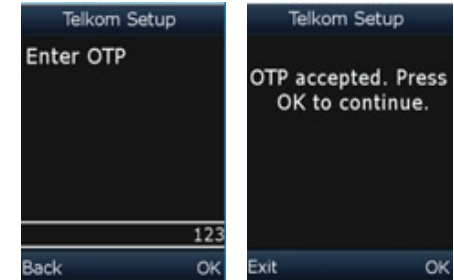 Telkom Setup
Enter OTP
123
Back OK
Telkom Setup
OTP accepted. Press
OK to continue.
Exit OK